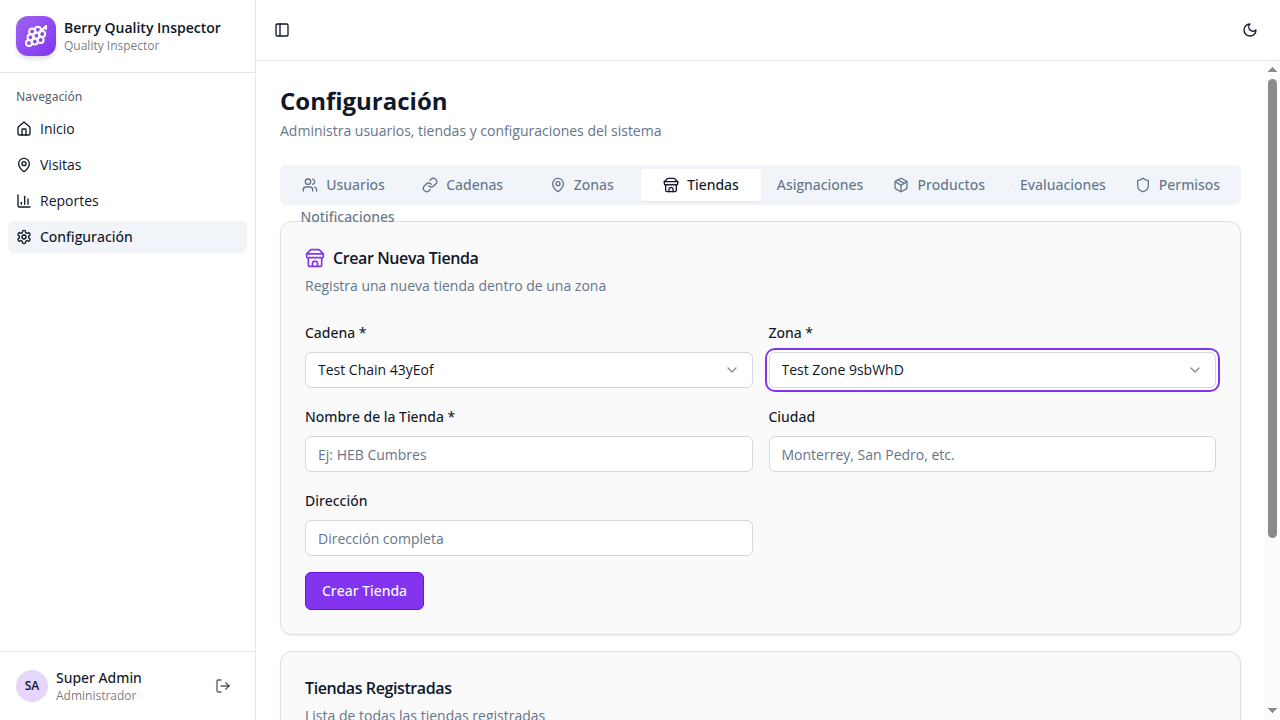 Berry Quality Inspector
Quality Inspector
Navegación
Inicio
Visitas
Reportes
Configuración
SA
Super Admin
Administrador
Configuración
Administra usuarios, tiendas y configuraciones del sistema
Usuarios
Cadenas
Zonas
Tiendas
Asignaciones
Productos
Evaluaciones
Permisos
Notificaciones
Crear Nueva Tienda
Registra una nueva tienda dentro de una zona
Cadena *
Zona *
Test Chain 43yEof
Test Zone 9sbWhD
Nombre de la Tienda *
Ciudad
Ej: HEB Cumbres
Monterrey, San Pedro, etc.
Dirección
Dirección completa
Crear Tienda
Tiendas Registradas
Lista de todas las tiendas registradas